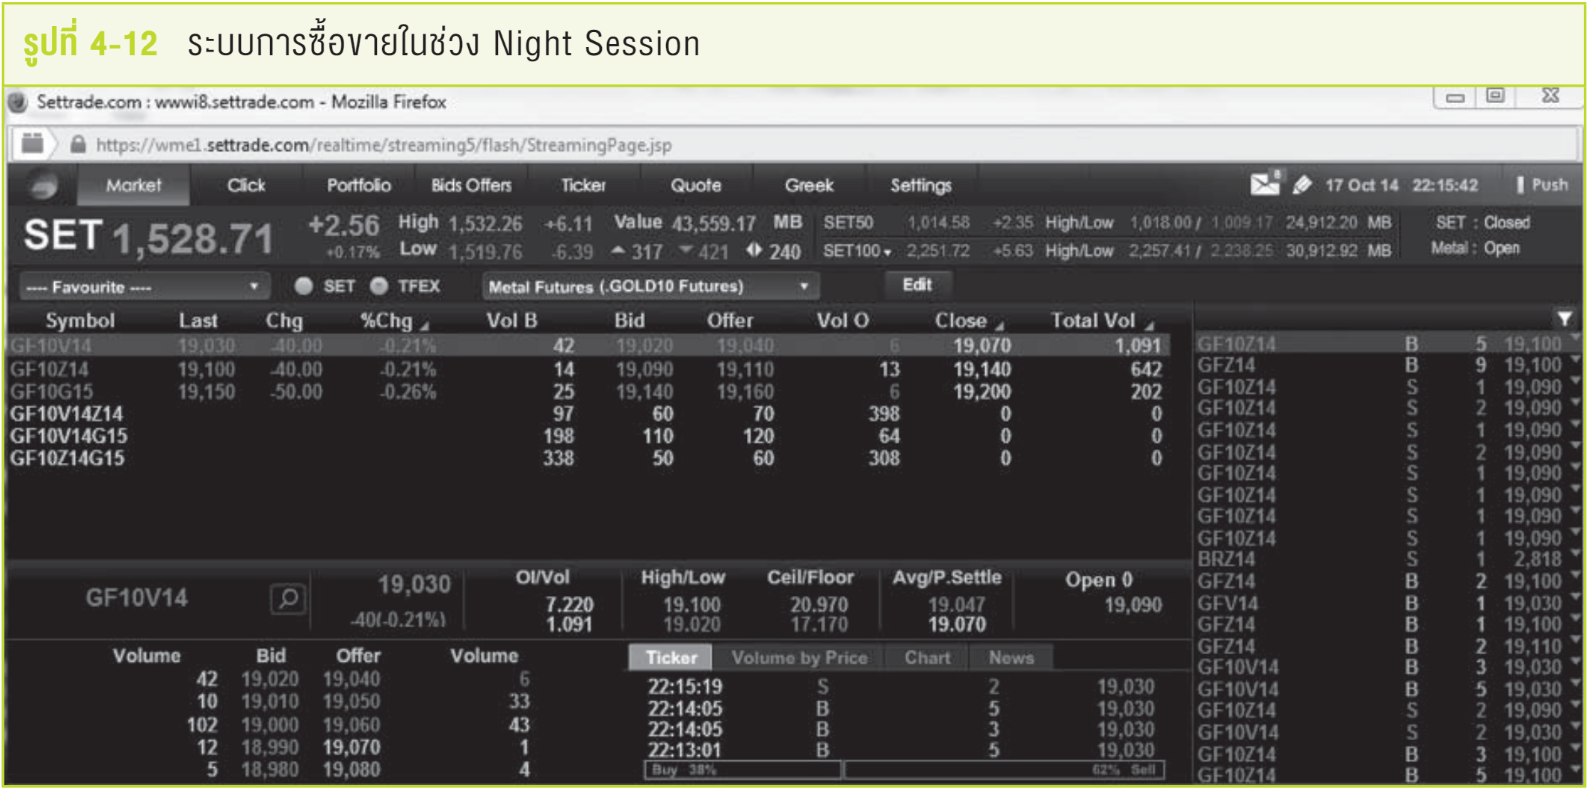 รูปที่ 4-12 ระบบการซื้อขายในช่วง Night Session
Settrade.com : wwwi8.settrade.com - Mozilla Firefox
https://wme1.settrade.com/realtime/streaming5/flash/StreamingPage.jsp
Market Click Portfolio Bids Offers Ticker Quote Greek Settings 8 17 Oct 14 22:15:42 Push
SET 1,528.71 +2.56 High 1,532.26 +6.11 Value 43,559.17 MB SET50 1,014.58 +2.35 High/Low 1,018.00 / 1,009.17 24,912.20 MB SET : Closed
+0.17% Low 1,519.76 -6.39 317 421 240 SET100 2,251.72 +5.63 High/Low 2,257.41 / 2,238.25 30,912.92 MB Metal : Open
---- Favourite ---- SET TFEX Metal Futures (.GOLD10 Futures) Edit
Symbol Last Chg %Chg Vol B Bid Offer Vol O Close Total Vol
GF10V14 19,030 -40.00 -0.21% 42 19,020 19,040 6 19,070 1,091
GF10Z14 19,100 -40.00 -0.21% 14 19,090 19,110 13 19,140 642
GF10G15 19,150 -50.00 -0.26% 25 19,140 19,160 6 19,200 202
GF10V14Z14 97 60 70 398 0 0
GF10V14G15 198 110 120 64 0 0
GF10Z14G15 338 50 60 308 0 0
GF10Z14 B 5 19,100
GFZ14 B 9 19,100
GF10Z14 S 1 19,090
GF10Z14 S 2 19,090
GF10Z14 S 1 19,090
GF10Z14 S 2 19,090
GF10Z14 S 1 19,090
GF10Z14 S 1 19,090
GF10Z14 S 1 19,090
GF10Z14 S 1 19,090
BRZ14 S 1 2,818
GFZ14 B 2 19,100
GFV14 B 1 19,030
GFZ14 B 1 19,100
GFZ14 B 2 19,110
GF10V14 B 3 19,030
GF10V14 B 5 19,030
GF10Z14 S 2 19,090
GF10V14 S 2 19,030
GF10Z14 B 3 19,100
GF10Z14 B 5 19,100
GF10V14 19,030 OI/Vol High/Low Ceil/Floor Avg/P.Settle Open 0
7.220 19.100 20.970 19.047 19,090
-40(-0.21%) 1.091 19.020 17.170 19.070
Volume Bid Offer Volume
42 19,020 19,040 6
10 19,010 19,050 33
102 19,000 19,060 43
12 18,990 19,070 1
5 18,980 19,080 4
Ticker Volume by Price Chart News
22:15:19 S 2 19,030
22:14:05 B 5 19,030
22:14:05 B 3 19,030
22:13:01 B 5 19,030
Buy 38% 62% Sell